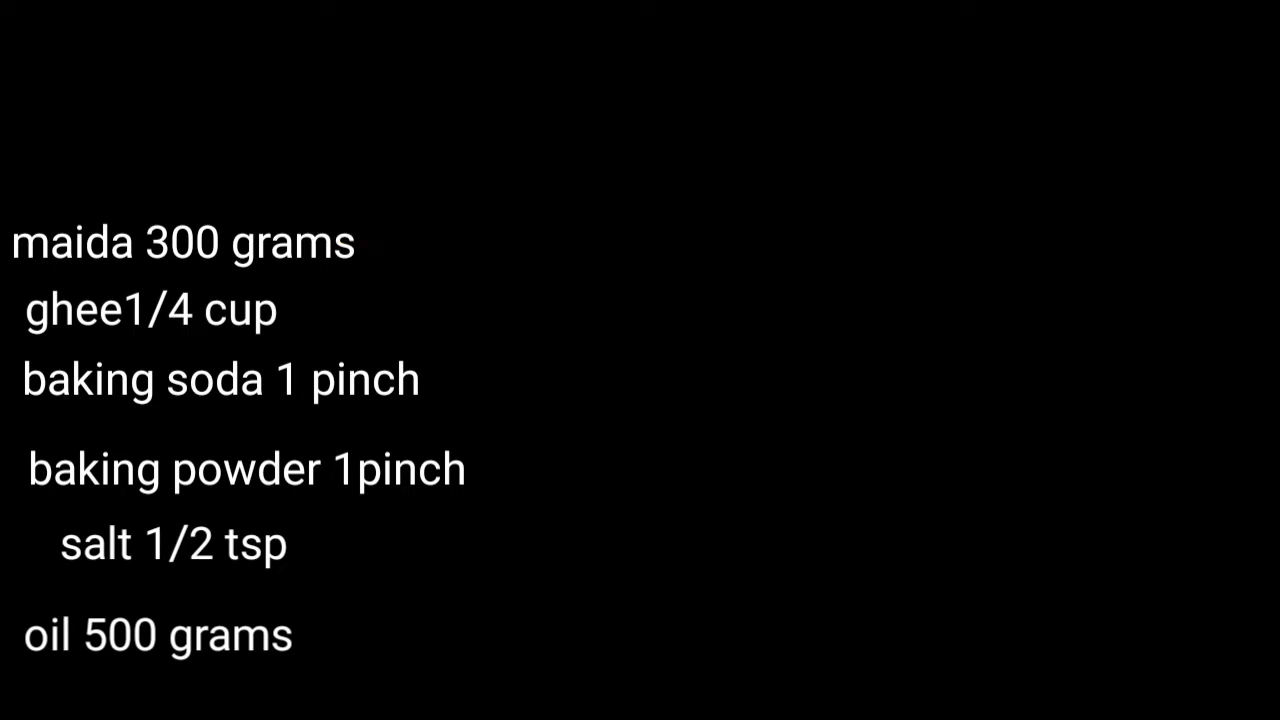 maida 300 grams
ghee1/4 cup
baking soda 1 pinch
baking powder 1pinch
salt 1/2 tsp
oil 500 grams